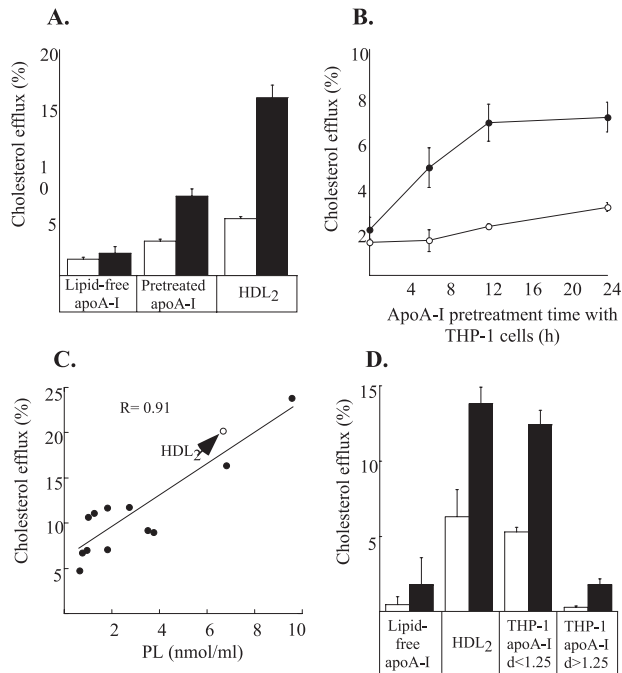 A.
Cholesterol efflux (%)
20
15
1
0
5
Lipid-free
apoA-I
Pretreated
apoA-I
HDL2
B.
Cholesterol efflux (%)
10
8
6
4
2
4 8 12 16 20 24
ApoA-I pretreatment time with
THP-1 cells (h)
C.
Cholesterol efflux (%)
25
20
15
10
5
R= 0.91
HDL2
2 4 6 8 10
PL (nmol/ml)
D.
Cholesterol efflux (%)
15
10
5
Lipid-
free
apoA-I
HDL2
THP-1
apoA-I
d<1.25
THP-1
apoA-I
d>1.25